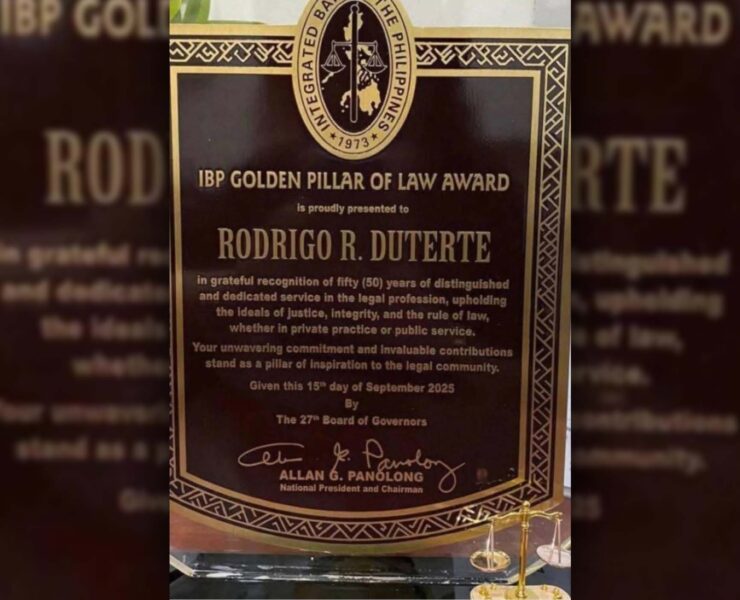 INTEGRATED BA THE PHILIPPINES
1973
IBP GOLDEN PILLAR OF LAW AWARD
is proudly presented to
RODRIGO R. DUTERTE
in grateful recognition of fifty (50) years of distinguished
and dedicated service in the legal profession, upholding
the ideals of justice, integrity, and the rule of law,
whether in private practice or public service.
Your unwavering commitment and invaluable contributions
stand as a pillar of inspiration to the legal community.
Given this 15th day of September 2025
By
The 27th Board of Governors
ALLAN G. PANOLONG
National President and Chairman